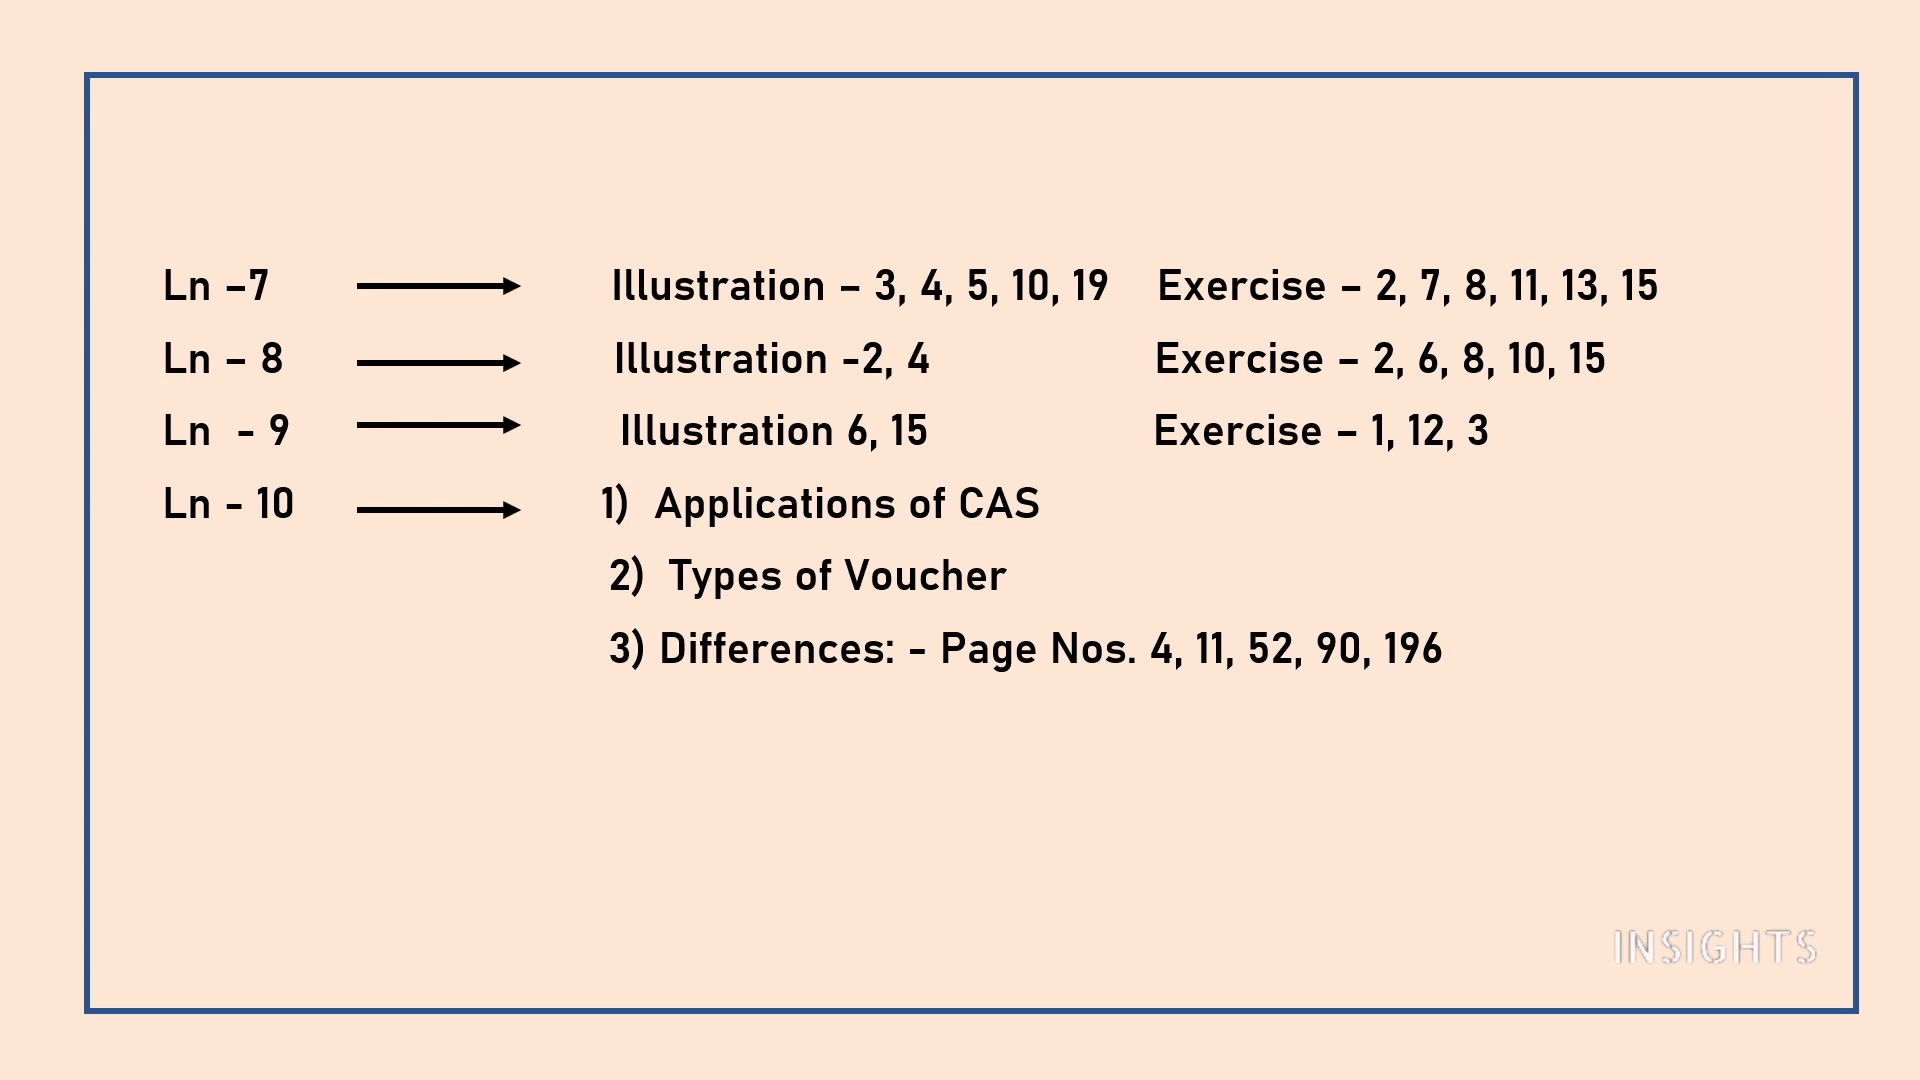 Ln –7 Illustration – 3, 4, 5, 10, 19 Exercise – 2, 7, 8, 11, 13, 15
Ln – 8 Illustration -2, 4 Exercise – 2, 6, 8, 10, 15
Ln - 9 Illustration 6, 15 Exercise – 1, 12, 3
Ln - 10 1) Applications of CAS
2) Types of Voucher
3) Differences: - Page Nos. 4, 11, 52, 90, 196
INSIGHTS